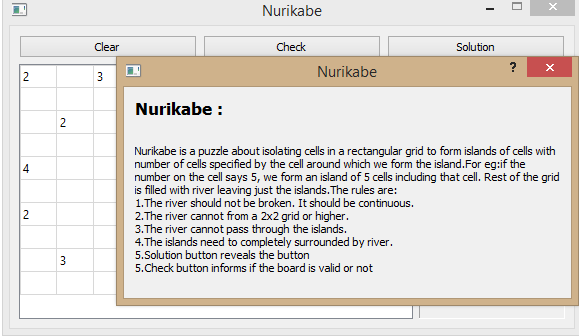 Nurikabe
Clear Check Solution
2 3
Nurikabe
?
Nurikabe :
2
Nurikabe is a puzzle about isolating cells in a rectangular grid to form islands of cells with
number of cells specified by the cell around which we form the island.For eg:if the
number on the cell says 5, we form an island of 5 cells including that cell. Rest of the grid
is filled with river leaving just the islands.The rules are:
1.The river should not be broken. It should be continuous.
2.The river cannot from a 2x2 grid or higher.
3.The river cannot pass through the islands.
4.The islands need to completely surrounded by river.
5.Solution button reveals the button
5.Check button informs if the board is valid or not
4
2
3